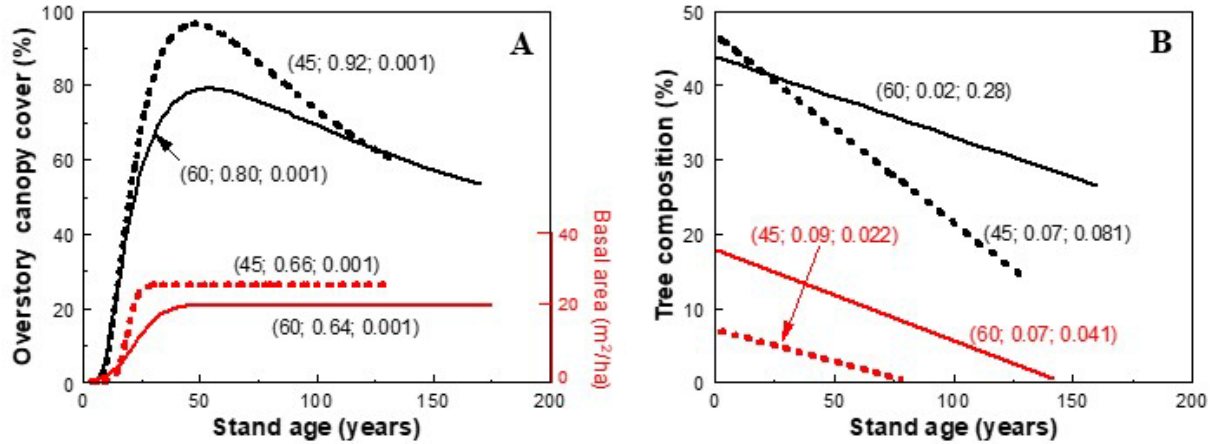 A
Overstory canopy cover (%)
100
80
60
40
20
0
(45; 0.92; 0.001)
(60; 0.80; 0.001)
(45; 0.66; 0.001)
(60; 0.64; 0.001)
40
20
0
Basal area (m²/ha)
0 50 100 150 200
Stand age (years)
B
Tree composition (%)
50
40
30
20
10
0
(60; 0.02; 0.28)
(45; 0.07; 0.081)
(45; 0.09; 0.022)
(60; 0.07; 0.041)
0 50 100 150 200
Stand age (years)